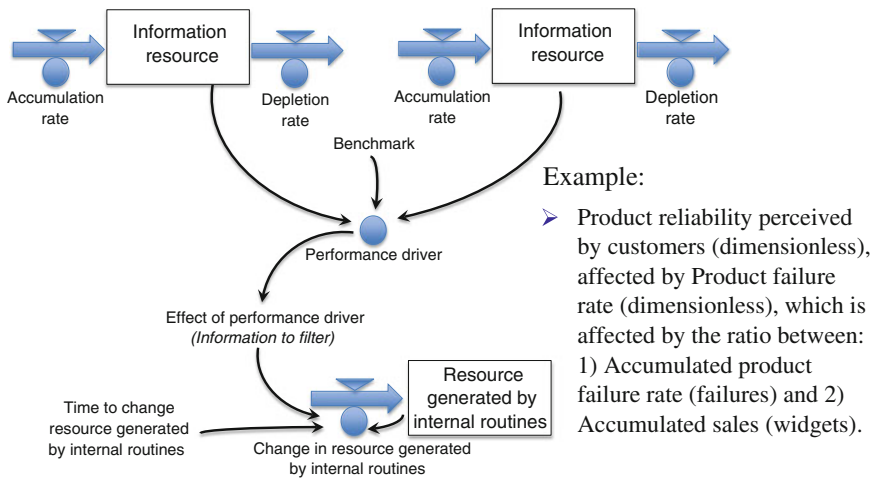 Information
resource
Accumulation
rate
Depletion
rate
Information
resource
Accumulation
rate
Depletion
rate
Benchmark
Performance driver
Effect of performance driver
(Information to filter)
Time to change
resource generated
by internal routines
Resource
generated by
internal routines
Change in resource generated
by internal routines
Example:
➢ Product reliability perceived
by customers (dimensionless),
affected by Product failure
rate (dimensionless), which is
affected by the ratio between:
1) Accumulated product
failure rate (failures) and 2)
Accumulated sales (widgets).